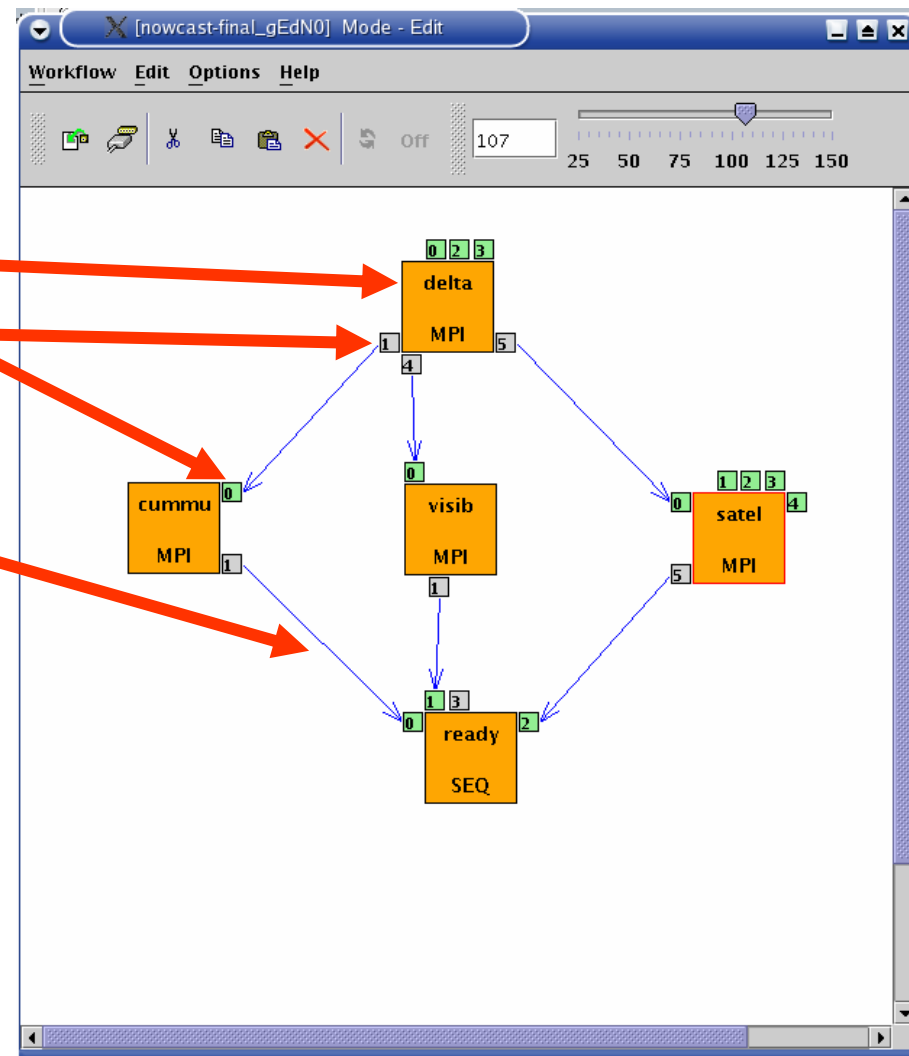 [nowcast-final_gEdN0] Mode - Edit
Workflow Edit Options Help
Off 107
25 50 75 100 125 150
0 2 3
delta
MPI
1 5
4
0
cummu
MPI
1
0
visib
MPI
1
1 2 3
0 4
satel
MPI
5
1 3
0 2
ready
SEQ